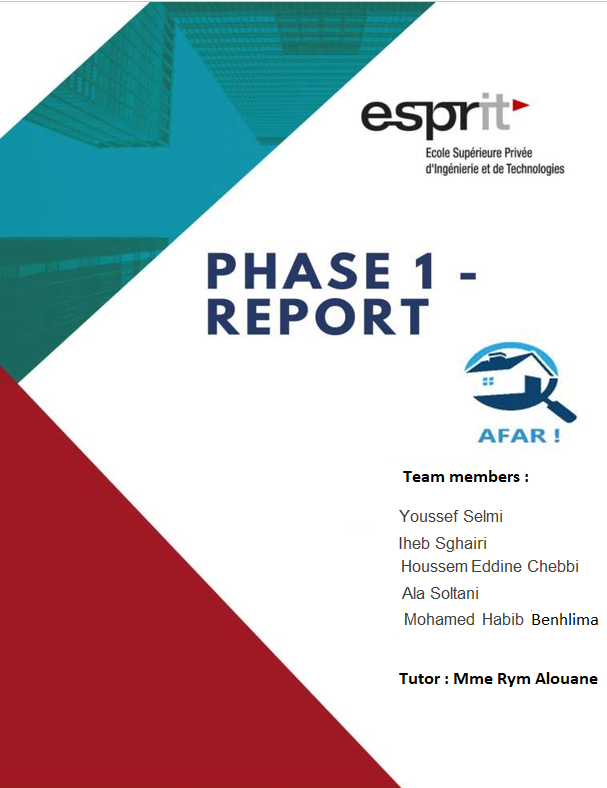 esprit
Ecole Supérieure Privée
d'Ingénierie et de Technologies
PHASE 1 -
REPORT
AFAR !
Team members :
Youssef Selmi
Iheb Sghairi
Houssem Eddine Chebbi
Ala Soltani
Mohamed Habib Benhlima
Tutor : Mme Rym Alouane